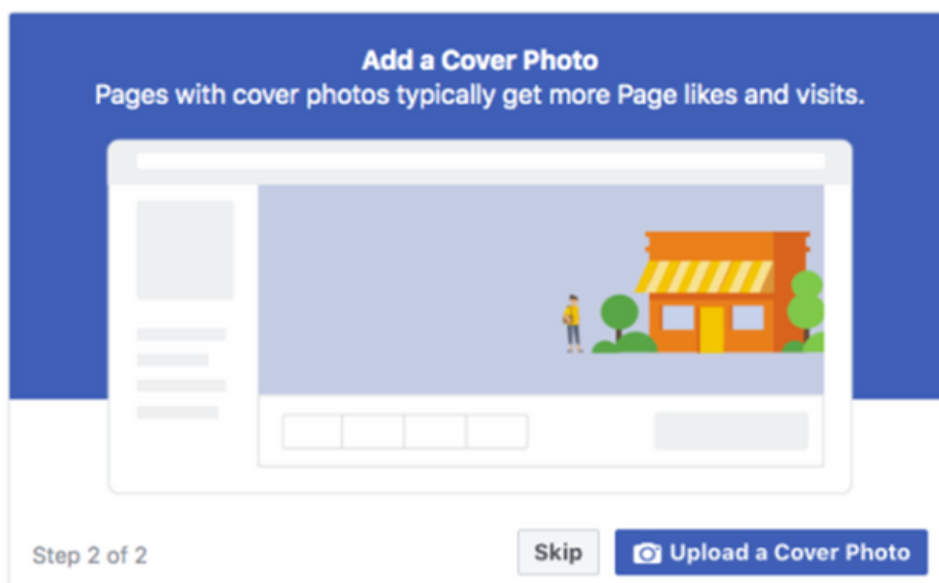 Add a Cover Photo
Pages with cover photos typically get more Page likes and visits.
Step 2 of 2
Skip
Upload a Cover Photo